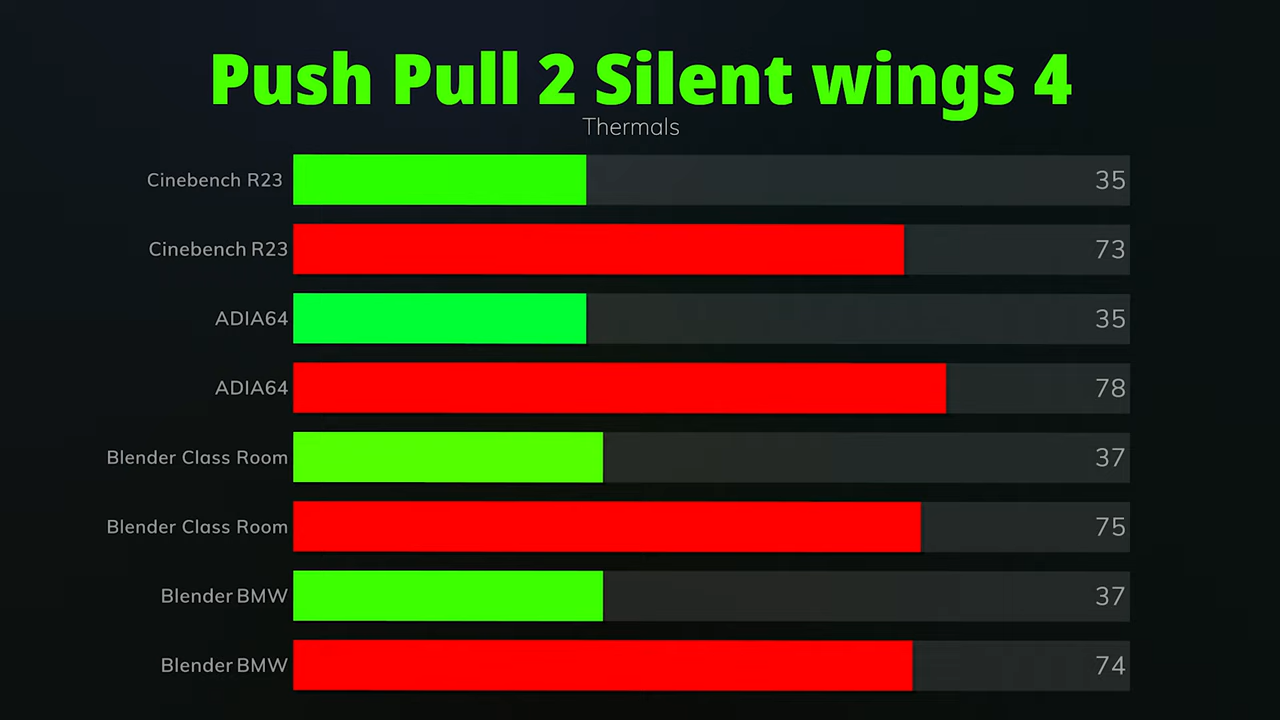 Push Pull 2 Silent wings 4
Thermals
Cinebench R23 35
Cinebench R23 73
ADIA64 35
ADIA64 78
Blender Class Room 37
Blender Class Room 75
Blender BMW 37
Blender BMW 74